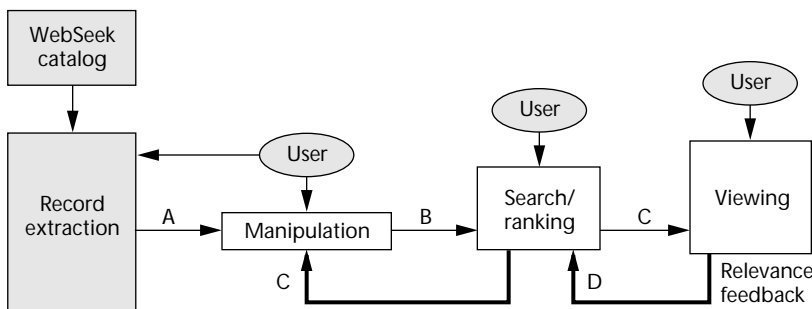 WebSeek
catalog
User
User
User
Record
extraction
A
Manipulation
B
Search/
ranking
C
Viewing
C
D
Relevance
feedback